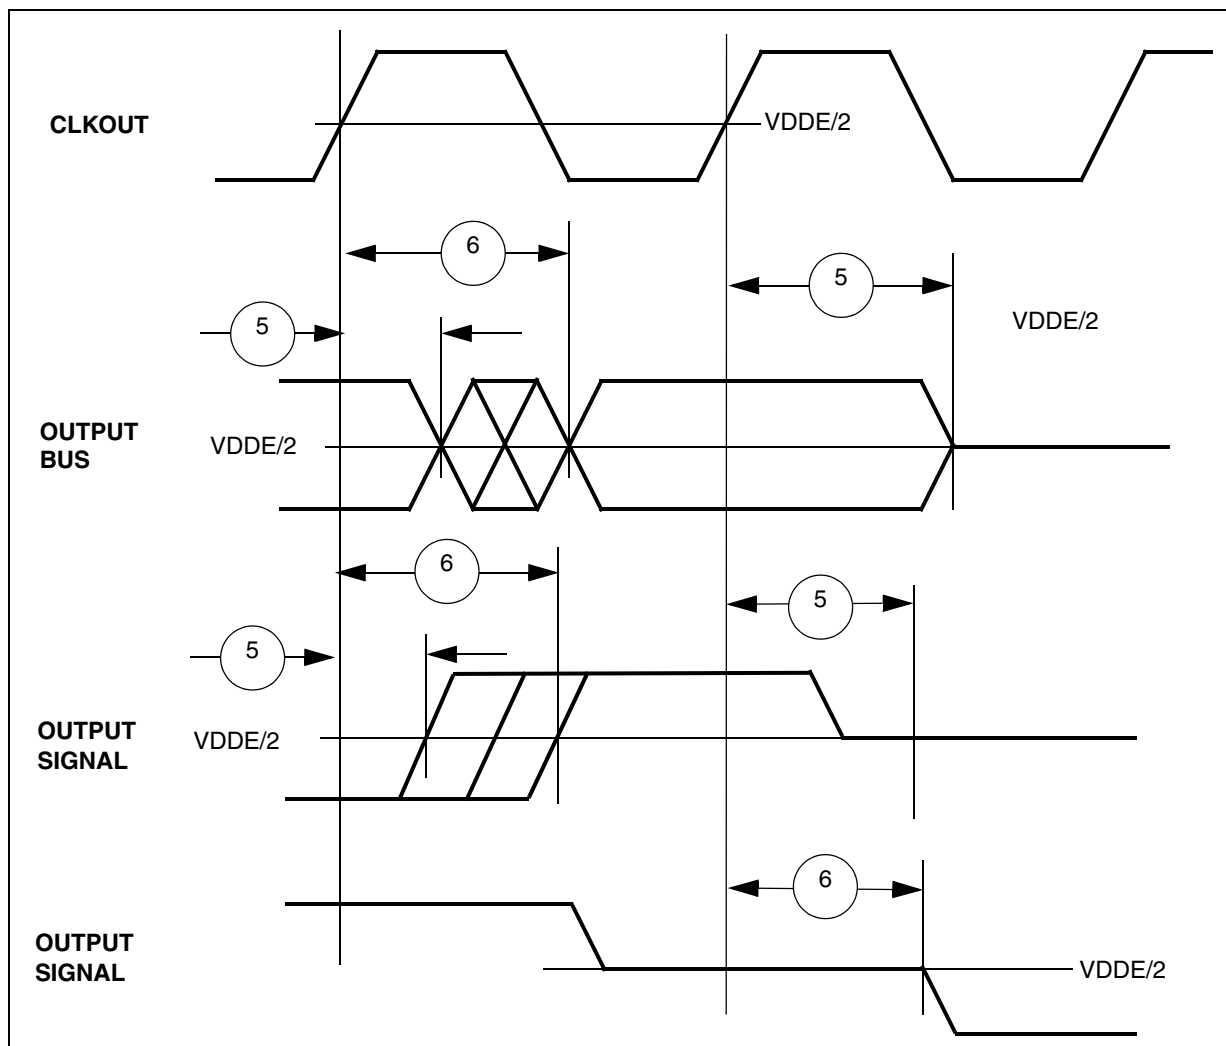 CLKOUT
VDDE/2
6
5
5
VDDE/2
OUTPUT
BUS
VDDE/2
6
5
5
OUTPUT
SIGNAL
VDDE/2
6
OUTPUT
SIGNAL
VDDE/2